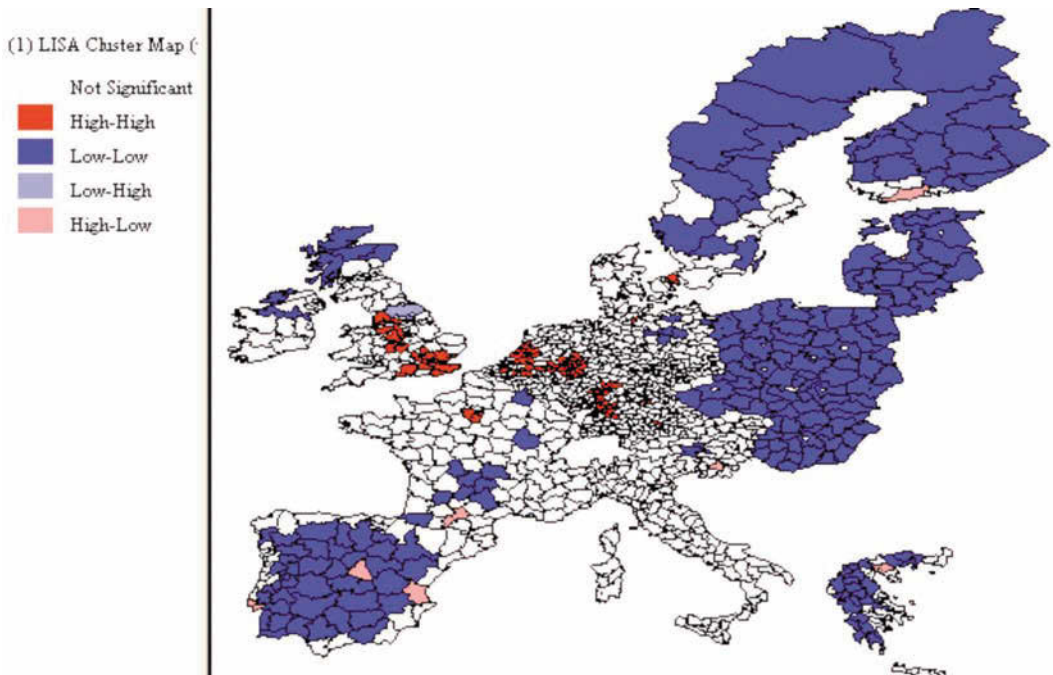 (1) LISA Cluster Map (
Not Significant
High-High
Low-Low
Low-High
High-Low